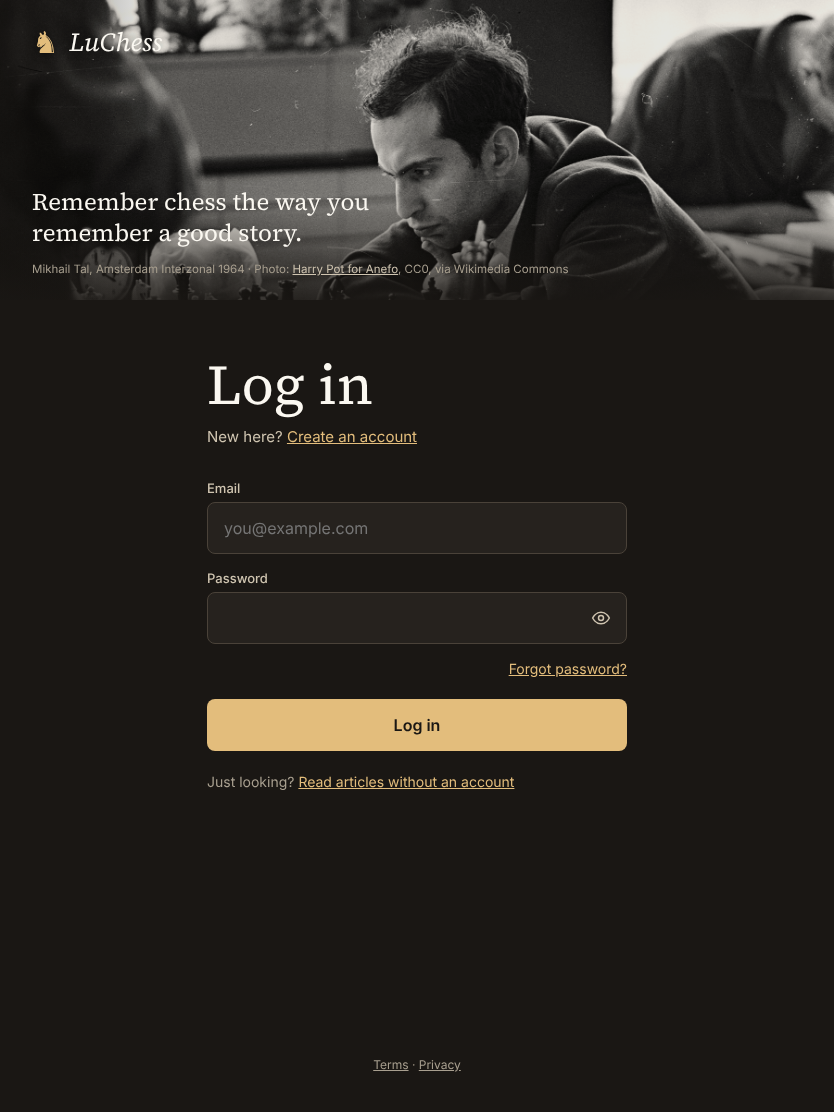 LuChess
Remember chess the way you
remember a good story.
Mikhail Tal, Amsterdam Interzonal 1964 · Photo: Harry Pot for Anefo, CC0, via Wikimedia Commons
Log in
New here? Create an account
Email
you@example.com
Password
Forgot password?
Log in
Just looking? Read articles without an account
Terms · Privacy